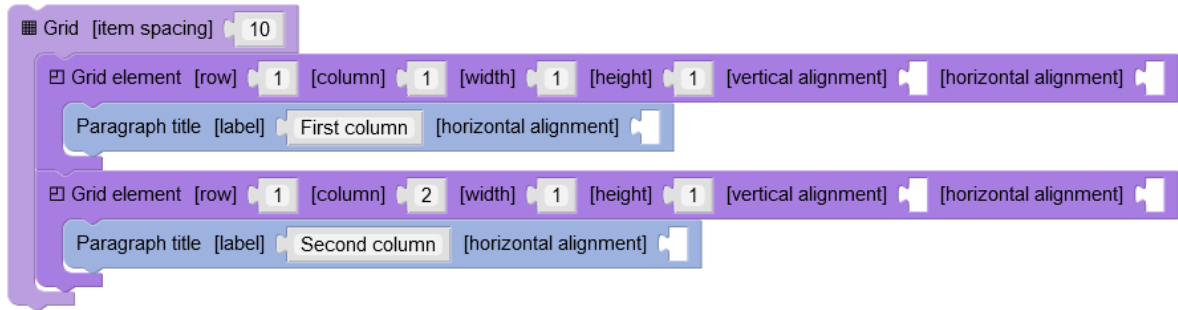 Grid [item spacing] 10
Grid element [row] 1 [column] 1 [width] 1 [height] 1 [vertical alignment] [horizontal alignment]
Paragraph title [label] First column [horizontal alignment]
Grid element [row] 1 [column] 2 [width] 1 [height] 1 [vertical alignment] [horizontal alignment]
Paragraph title [label] Second column [horizontal alignment]